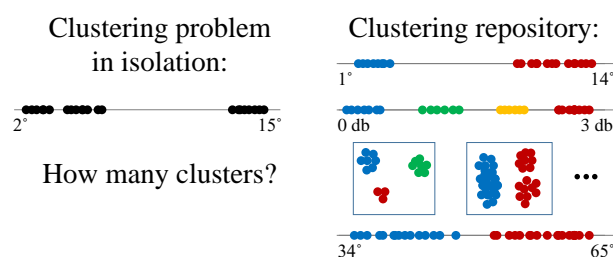 Clustering problem
in isolation:
2˚ 15˚
How many clusters?
Clustering repository:
1˚ 14˚
0 db 3 db
...
34˚ 65˚